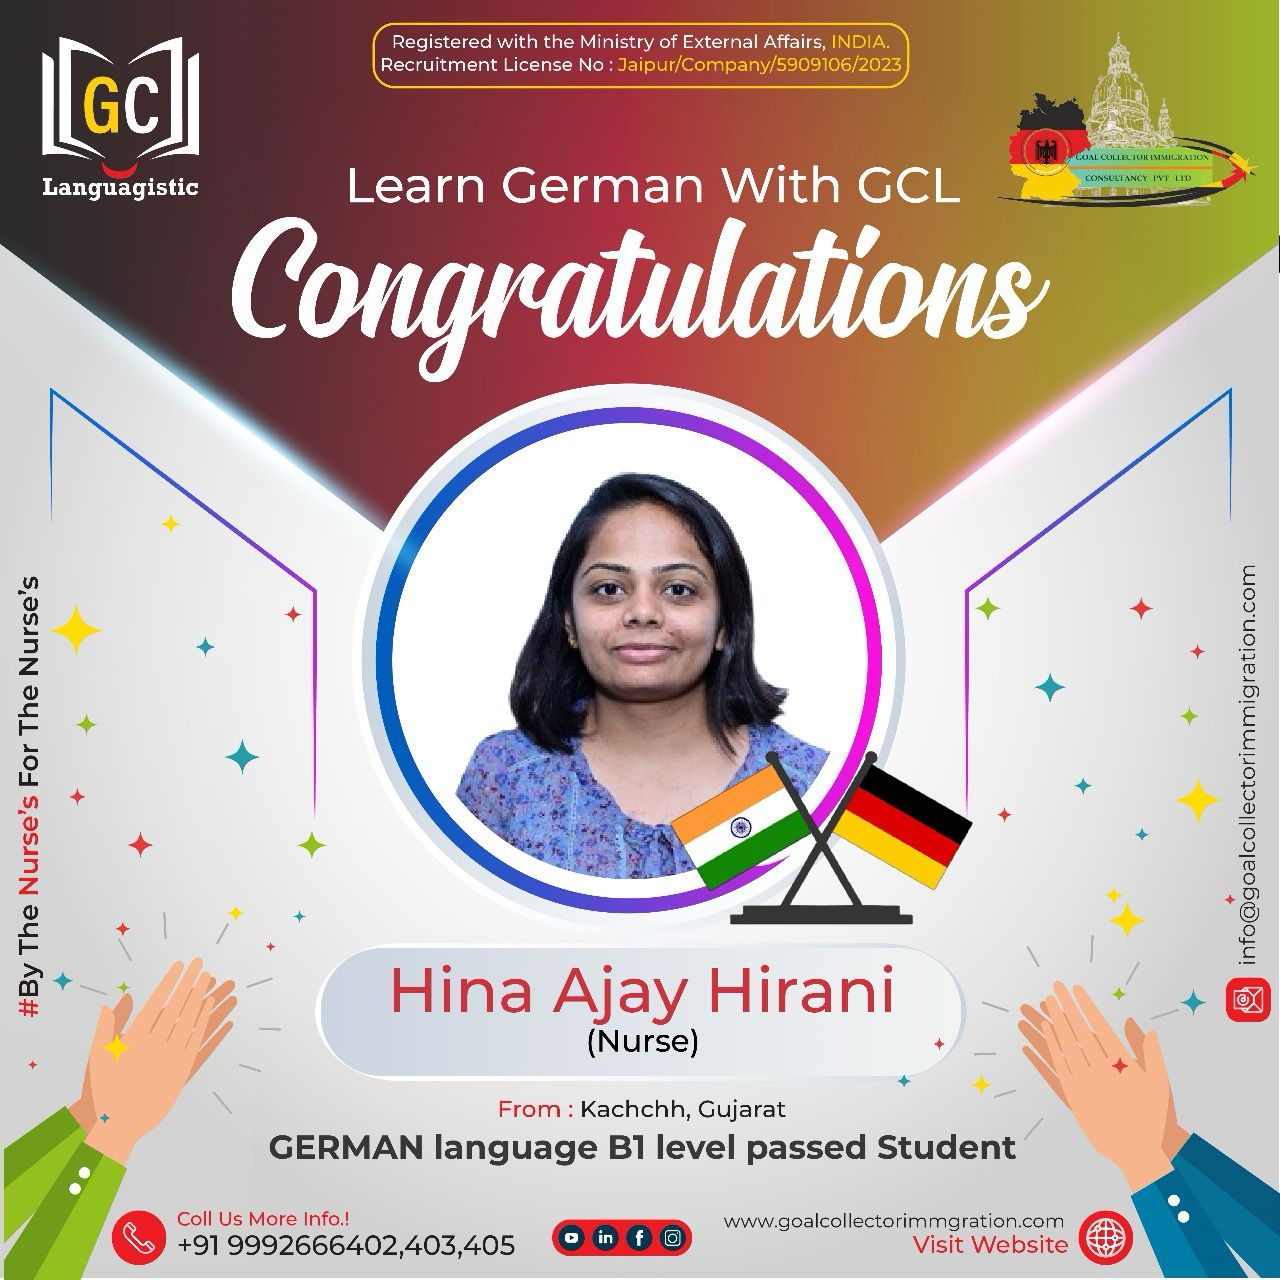 Registered with the Ministry of External Affairs, INDIA.
Recruitment License No : Jaipur/Company/5909106/2023
GC
Languagistic
GOAL COLLECTOR IMMIGRATION
CONSULTANCY PVT LTD
Learn German With GCL
Congratulations
#By The Nurse's For The Nurse's
info@goalcollectorimmigration.com
Hina Ajay Hirani
(Nurse)
From : Kachchh, Gujarat
GERMAN language B1 level passed Student
Coll Us More Info.!
+91 9992666402,403,405
www.goalcollectorimmgration.com
Visit Website